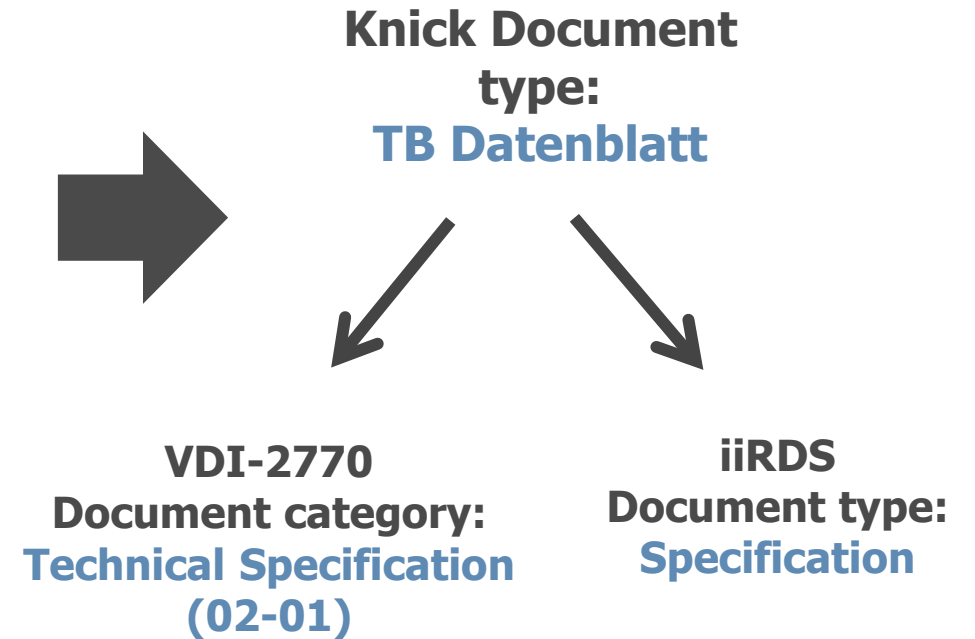 Knick Document
type:
TB Datenblatt
VDI-2770
Document category:
Technical Specification
(02-01)
iiRDS
Document type:
Specification